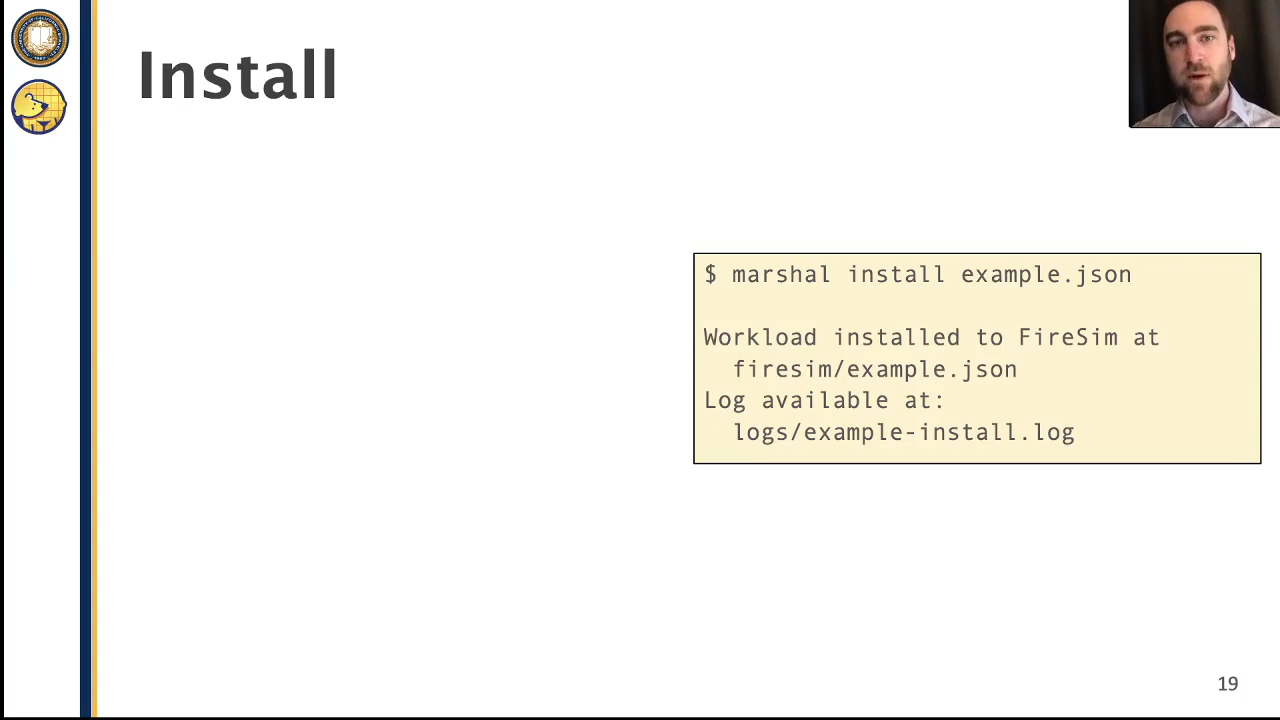 Install
$ marshal install example.json
Workload installed to FireSim at
firesim/example.json
Log available at:
logs/example-install.log
19